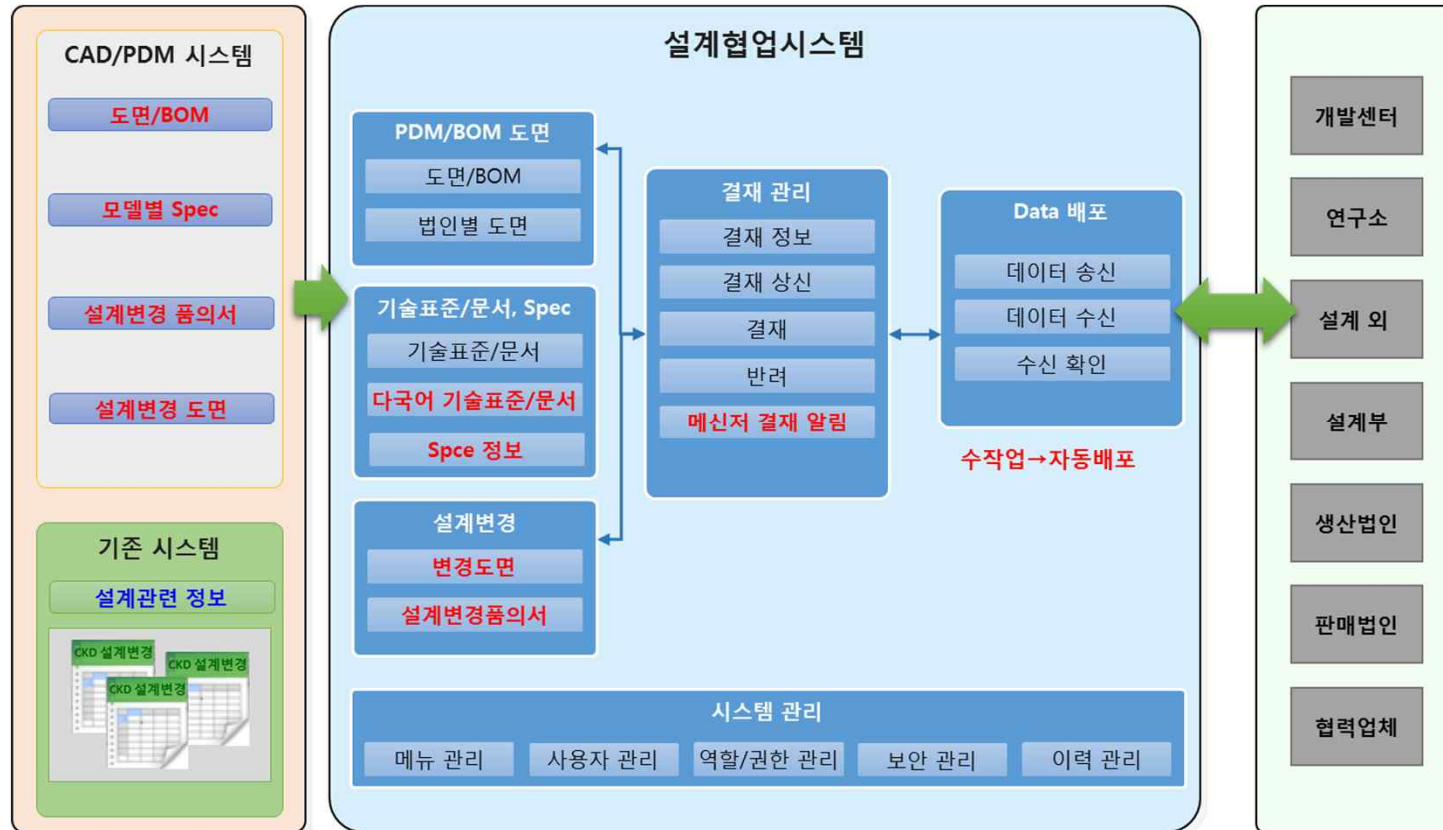 CAD/PDM 시스템
도면/BOM
모델별 Spec
설계변경 품의서
설계변경 도면
기존 시스템
설계관련 정보
CKD 설계변경
CKD 설계변경
CKD 설계변경
설계협업시스템
PDM/BOM 도면
도면/BOM
법인별 도면
기술표준/문서, Spec
기술표준/문서
다국어 기술표준/문서
Spce 정보
설계변경
변경도면
설계변경품의서
결재 관리
결재 정보
결재 상신
결재
반려
메신저 결재 알림
Data 배포
데이터 송신
데이터 수신
수신 확인
수작업→자동배포
시스템 관리
메뉴 관리
사용자 관리
역할/권한 관리
보안 관리
이력 관리
개발센터
연구소
설계 외
설계부
생산법인
판매법인
협력업체